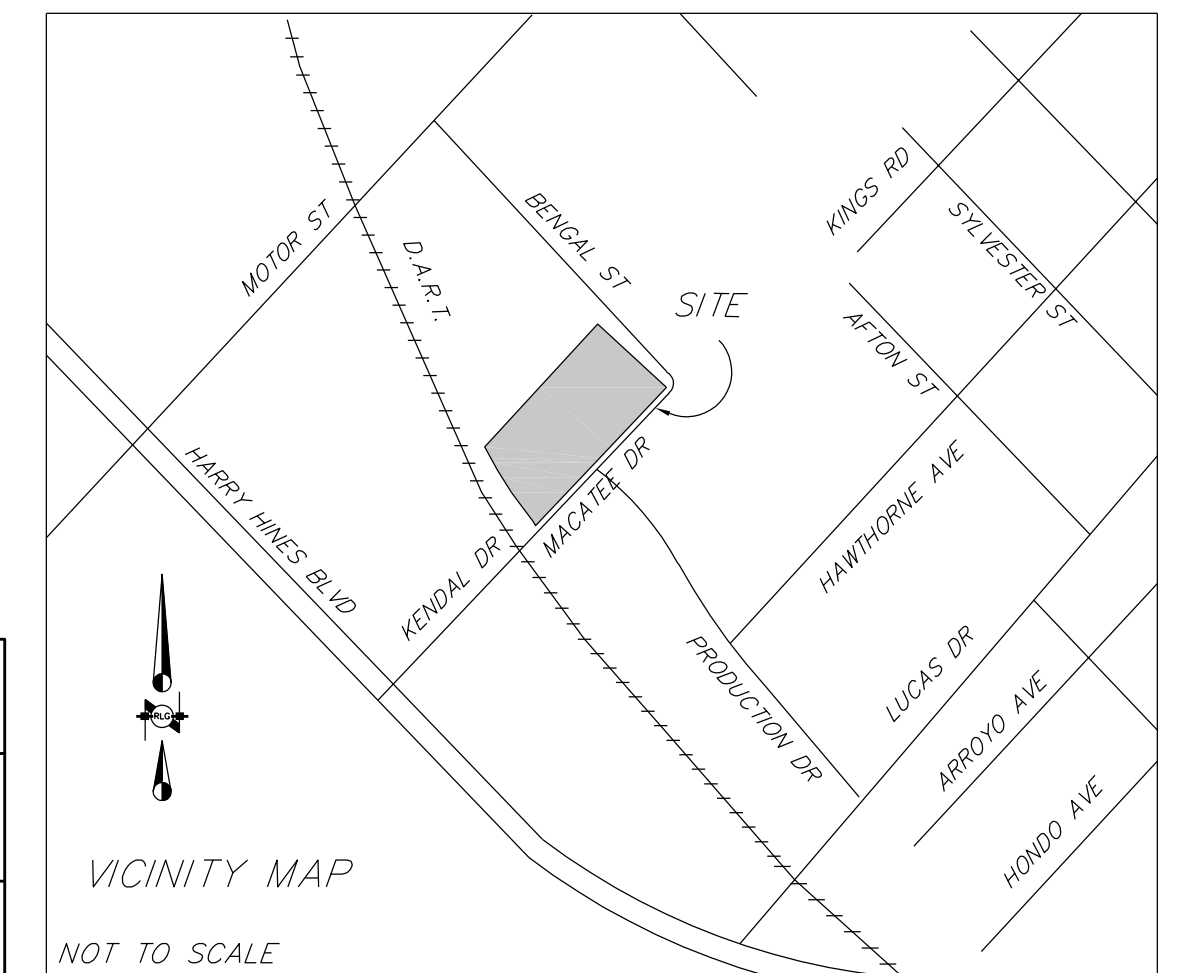 KINGS RD
SYLVESTER ST
BENGAL ST
MOTOR ST
D.A.R.T.
SITE
AFTON ST
HARRY HINES BLVD
MACATEE DR
HAWTHORNE AVE
KENDAL DR
PRODUCTION DR
LUCAS DR
ARROYO AVE
RLG
HONDO AVE
VICINITY MAP
NOT TO SCALE